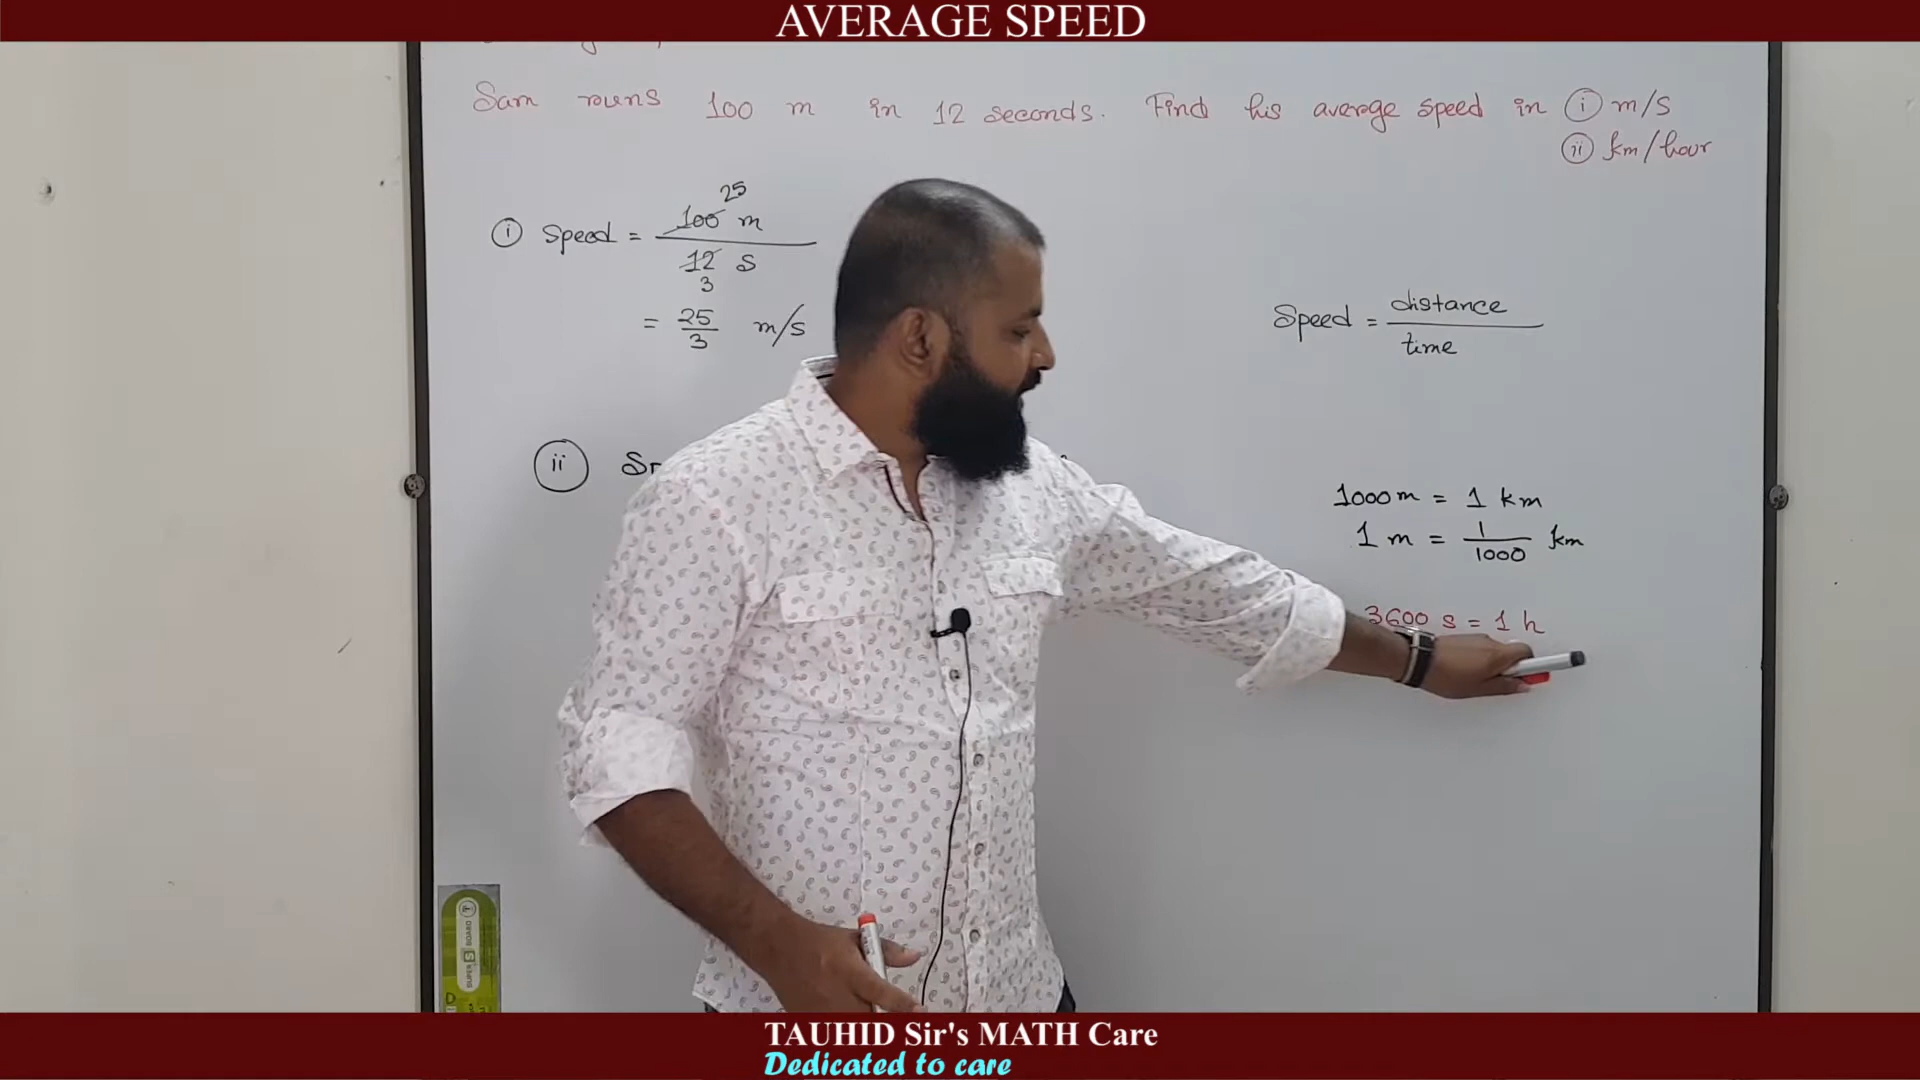 AVERAGE SPEED
Sam runs 100 m in 12 seconds. Find his average speed in (i) m/s
(ii) km/hour
25
(i) Speed = 100 m
12 s
3
= 25/3 m/s
Speed = distance
time
(ii)
1000 m = 1 km
1 m = 1/1000 km
3600 s = 1 h
SUPER S BOARD
TAUHID Sir's MATH Care
Dedicated to care